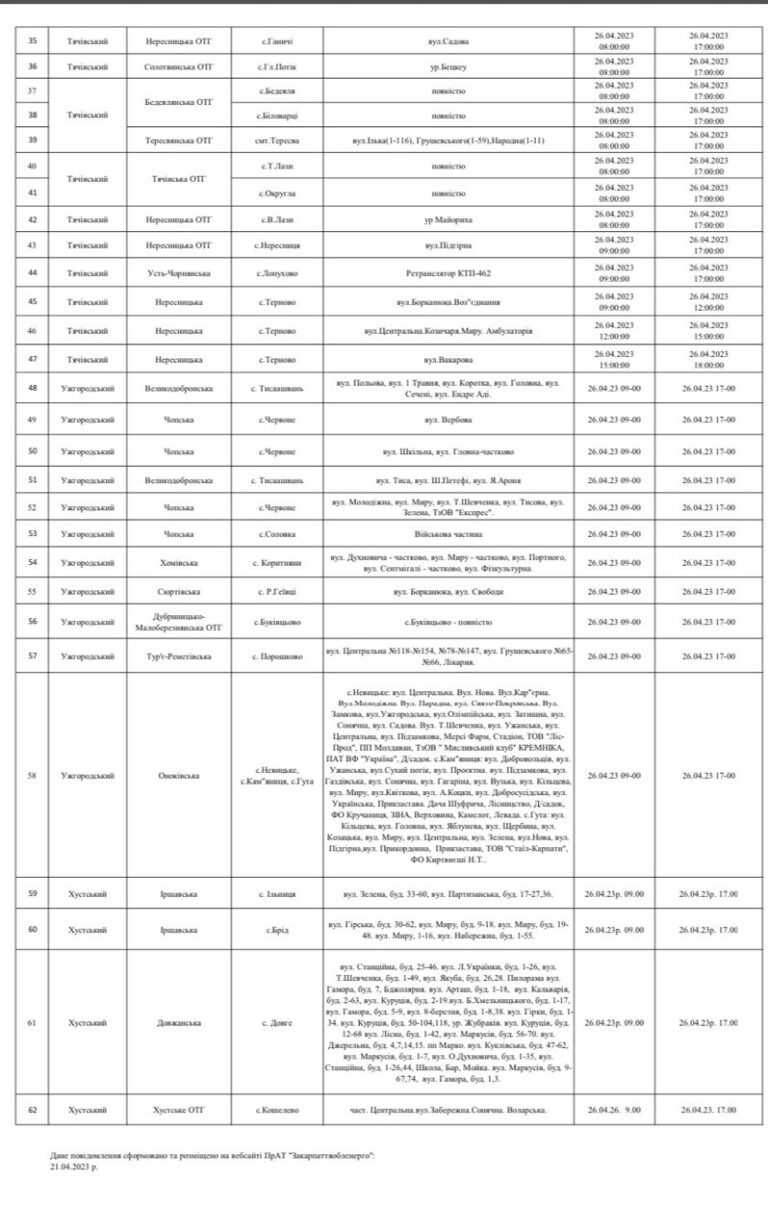 35 Тячівський Нересницька ОТГ с.Ганичі вул.Садова 26.04.2023 08:00:00 26.04.2023 17:00:00
36 Тячівський Солотвинська ОТГ с.Гл.Потік ур.Бецкеу 26.04.2023 08:00:00 26.04.2023 17:00:00
37 Тячівський Бедевлянська ОТГ с.Бедевля повністю 26.04.2023 08:00:00 26.04.2023 17:00:00
38 с.Біловарці повністю 26.04.2023 08:00:00 26.04.2023 17:00:00
39 Тересвянська ОТГ смт.Тересва вул.Ілька(1-116), Грушевського(1-59),Народна(1-11) 26.04.2023 08:00:00 26.04.2023 17:00:00
40 Тячівський Тячівська ОТГ с.Т.Лази повністю 26.04.2023 08:00:00 26.04.2023 17:00:00
41 с.Округла повністю 26.04.2023 08:00:00 26.04.2023 17:00:00
42 Тячівський Нересницька ОТГ с.В.Лази ур Майориха 26.04.2023 08:00:00 26.04.2023 17:00:00
43 Тячівський Нересницька ОТГ с.Нересниця вул.Підгірна 26.04.2023 09:00:00 26.04.2023 17:00:00
44 Тячівський Усть-Чорнянська с.Лопухово Ретранслятор КТП-462 26.04.2023 09:00:00 26.04.2023 17:00:00
45 Тячівський Нересницька с.Терново вул.Борканюка.Воз"єднання 26.04.2023 09:00:00 26.04.2023 12:00:00
46 Тячівський Нересницька с.Терново вул.Центральна.Козичаря.Миру. Амбулаторія 26.04.2023 12:00:00 26.04.2023 15:00:00
47 Тячівський Нересницька с.Терново вул.Вакарова 26.04.2023 15:00:00 26.04.2023 18:00:00
48 Ужгородський Великодобронська с. Тисаашвань вул. Польова, вул. 1 Травня, вул. Коротка, вул. Головна, вул.
Сечені, вул. Ендре Аді. 26.04.23 09-00 26.04.23 17-00
49 Ужгородський Чопська с.Червоне вул. Вербова 26.04.23 09-00 26.04.23 17-00
50 Ужгородський Чопська с.Червоне вул. Шкільна, вул. Гловна-частково 26.04.23 09-00 26.04.23 17-00
51 Ужгородський Великодобронська с. Тисаашвань вул. Тиса, вул. Ш.Петефі, вул. Я.Ароня 26.04.23 09-00 26.04.23 17-00
52 Ужгородський Чопська с.Червоне вул. Молодіжна, вул. Миру, вул. Т.Шевченка, вул. Тисова, вул.
Зелена, ТзОВ "Експрес". 26.04.23 09-00 26.04.23 17-00
53 Ужгородський Чопська с.Соловка Військова частина 26.04.23 09-00 26.04.23 17-00
54 Ужгородський Хомівська с. Коритняни вул. Духновича - частково, вул. Миру - частково, вул. Портного,
вул. Сентмігалі - частково, вул. Фізкультурна. 26.04.23 09-00 26.04.23 17-00
55 Ужгородський Сюртівська с. Р.Геївці вул. Борканюка, вул. Свободи 26.04.23 09-00 26.04.23 17-00
56 Ужгородський Дубриницько-
Малоберезнянська ОТГ с.Буківцьово с.Буківцьово - повністю 26.04.23 09-00 26.04.23 17-00
57 Ужгородський Тур'є-Реметівська с. Порошково вул. Центральна №118-№154, №78-№147, вул. Грушевського №65-
№66, Лікарня. 26.04.23 09-00 26.04.23 17-00
58 Ужгородський Оноківська с.Невицьке,
с.Кам"яниця, с.Гута
с.Невицьке: вул. Центральна. Вул. Нова. Вул.Кар"єрна.
Вул.Молодіжна. Вул. Парадна, вул. Свято-Покровська. Вул.
Замкова, вул.Ужгородська, вул.Олімпійська, вул. Затишна, вул.
Сонячна, вул. Садова. Вул. Т.Шевченка, вул. Ужанська, вул.
Центральна, вул. Підзамкова, Мерсі Фарм, Стадіон, ТОВ "Ліс-
Прод", ПП Молдаван, ТзОВ " Мисливський клуб" КРЕМНІКА,
ПАТ ВФ "Україна", Д/садок. с.Кам"яниця: вул. Добровольців, вул.
Ужанська, вул.Сухий потік, вул. Проєктна. вул. Підзамкова, вул.
Газдівська, вул. Сонячна, вул. Гагаріна, вул. Вузька, вул. Кільцева,
вул. Миру, вул.Квіткова, вул. А.Коцки, вул. Добросусідська, вул.
Українська, Прикзастава. Дача Шуфрича, Лісництво, Д/садок,
ФО Кручаниця, ЗІНА, Верховина, Камелот, Левада. с.Гута: вул.
Кільцева, вул. Головна, вул. Яблунева, вул. Щербина, вул.
Козацька, вул. Миру, вул. Центральна, вул. Зелена, вул.Нова, вул.
Підгірна,вул. Прикордонна, Прикзастава, ТОВ "Стаїл-Карпати",
ФО Киртвеші Н.Т..
26.04.23 09-00 26.04.23 17-00
59 Хустський Іршавська с. Ільниця вул. Зелена, буд. 33-60, вул. Партизанська, буд. 17-27,36. 26.04.23р. 09.00 26.04.23р. 17.00
60 Хустський Іршавська с.Брід вул. Гірська, буд. 30-62, вул. Миру, буд. 9-18. вул. Миру, буд. 19-
48. вул. Миру, 1-16, вул. Набережна, буд. 1-55. 26.04.23р. 09.00 26.04.23р. 17.00
61 Хустський Довжанська с. Довге
вул. Станційна, буд. 25-46. вул. Л.Українки, буд. 1-26, вул.
Т.Шевченка, буд. 1-49, вул. Якуба, буд. 26,28. Пилорама вул.
Гамора, буд. 7, Бджолярня. вул. Арташ, буд. 1-18, вул. Кальварія,
буд. 2-63, вул. Куруців, буд. 2-19.вул. Б.Хмельницького, буд. 1-17,
вул. Гамора, буд. 5-9, вул. 8-березня, буд. 1-8,38. вул. Гірки, буд. 1-
34. вул. Куруців, буд. 50-104,118, ур. Жубраків. вул. Куруців, буд.
12-68 вул. Лісна, буд. 1-42, вул. Маркусів, буд. 56-70. вул.
Джерельна, буд. 4,7,14,15. пп Марко. вул. Куклівська, буд. 47-62,
вул. Маркусів, буд. 1-7, вул. О.Духновича, буд. 1-35, вул.
Станційна, буд. 1-26,44, Школа, Бар, Мойка. вул. Маркусів, буд. 9-
67,74, вул. Гамора, буд. 1,3.
26.04.23р. 09.00 26.04.23р. 17.00
62 Хустський Хустське ОТГ с.Кошелево част. Центральна.вул.Забережна.Сонячна. Воларська. 26.04.26. 9.00 26.04.23. 17.00
Дане повідомлення сформовано та розміщено на вебсайті ПрАТ "Закарпаттяобленерго":
21.04.2023 р.